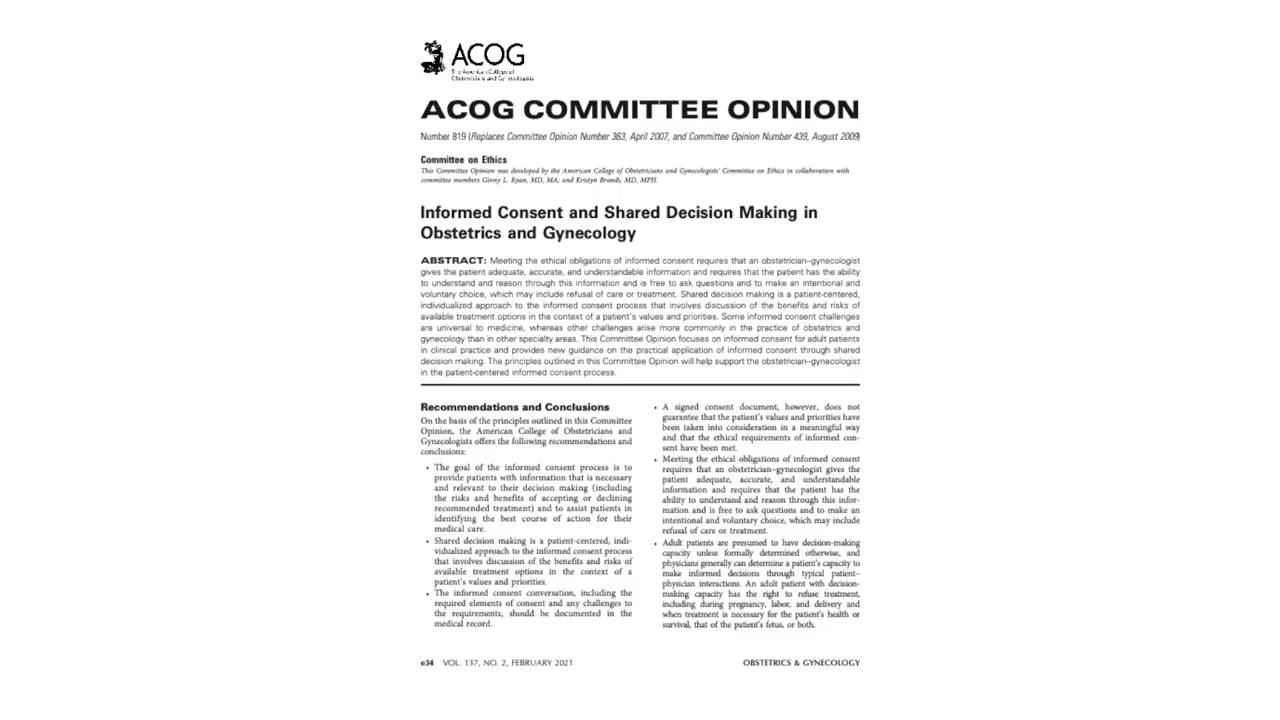 ACOG
The American College of
Obstetricians and Gynecologists
ACOG COMMITTEE OPINION
Number 819 (Replaces Committee Opinion Number 363, April 2007, and Committee Opinion Number 439, August 2009)
Committee on Ethics
This Committee Opinion was developed by the American College of Obstetricians and Gynecologists' Committee on Ethics in collaboration with
committee members Ginny L. Ryan, MD, MA; and Kristyn Brandi, MD, MPH.
Informed Consent and Shared Decision Making in
Obstetrics and Gynecology
ABSTRACT: Meeting the ethical obligations of informed consent requires that an obstetrician–gynecologist
gives the patient adequate, accurate, and understandable information and requires that the patient has the ability
to understand and reason through this information and is free to ask questions and to make an intentional and
voluntary choice, which may include refusal of care or treatment. Shared decision making is a patient-centered,
individualized approach to the informed consent process that involves discussion of the benefits and risks of
available treatment options in the context of a patient's values and priorities. Some informed consent challenges
are universal to medicine, whereas other challenges arise more commonly in the practice of obstetrics and
gynecology than in other specialty areas. This Committee Opinion focuses on informed consent for adult patients
in clinical practice and provides new guidance on the practical application of informed consent through shared
decision making. The principles outlined in this Committee Opinion will help support the obstetrician–gynecologist
in the patient-centered informed consent process.
Recommendations and Conclusions
On the basis of the principles outlined in this Committee
Opinion, the American College of Obstetricians and
Gynecologists offers the following recommendations and
conclusions:
• The goal of the informed consent process is to
provide patients with information that is necessary
and relevant to their decision making (including
the risks and benefits of accepting or declining
recommended treatment) and to assist patients in
identifying the best course of action for their
medical care.
• Shared decision making is a patient-centered, indi-
vidualized approach to the informed consent process
that involves discussion of the benefits and risks of
available treatment options in the context of a
patient's values and priorities.
• The informed consent conversation, including the
required elements of consent and any challenges to
the requirements, should be documented in the
medical record.
• A signed consent document, however, does not
guarantee that the patient's values and priorities have
been taken into consideration in a meaningful way
and that the ethical requirements of informed con-
sent have been met.
• Meeting the ethical obligations of informed consent
requires that an obstetrician–gynecologist gives the
patient adequate, accurate, and understandable
information and requires that the patient has the
ability to understand and reason through this infor-
mation and is free to ask questions and to make an
intentional and voluntary choice, which may include
refusal of care or treatment.
• Adult patients are presumed to have decision-making
capacity unless formally determined otherwise, and
physicians generally can determine a patient's capacity to
make informed decisions through typical patient–
physician interactions. An adult patient with decision-
making capacity has the right to refuse treatment,
including during pregnancy, labor, and delivery and
when treatment is necessary for the patient's health or
survival, that of the patient's fetus, or both.
e34 VOL. 137, NO. 2, FEBRUARY 2021
OBSTETRICS & GYNECOLOGY